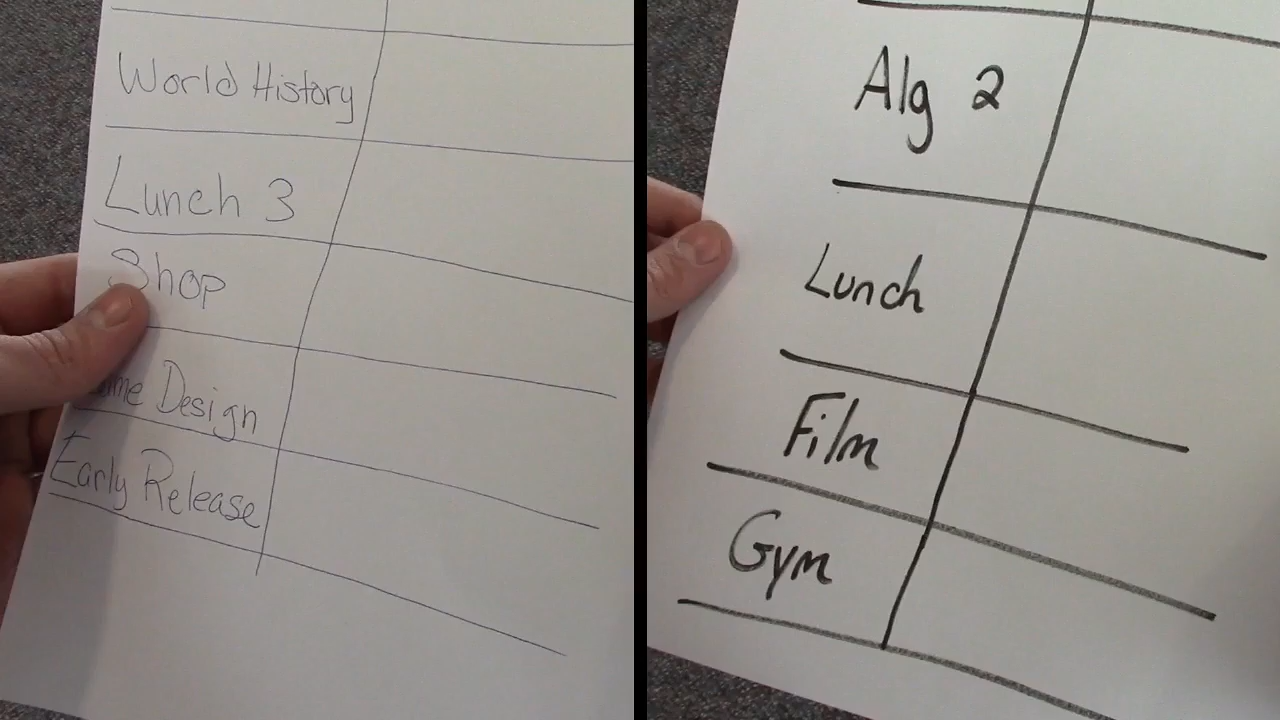 World History
Lunch 3
Shop
Design
Early Release
Alg 2
Lunch
Film
Gym